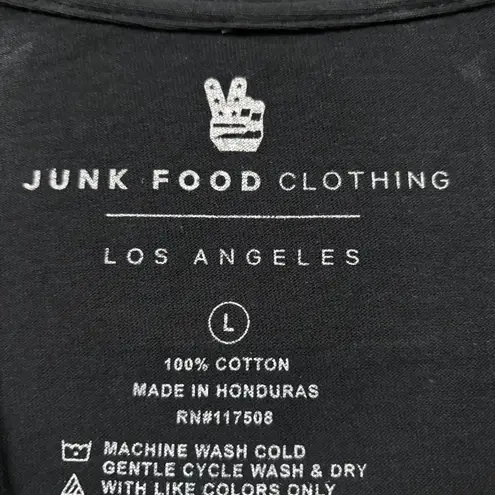 JUNK FOOD CLOTHING
LOS ANGELES
L
100% COTTON
MADE IN HONDURAS
RN#117508
MACHINE WASH COLD
GENTLE CYCLE WASH & DRY
WITH LIKE COLORS ONLY